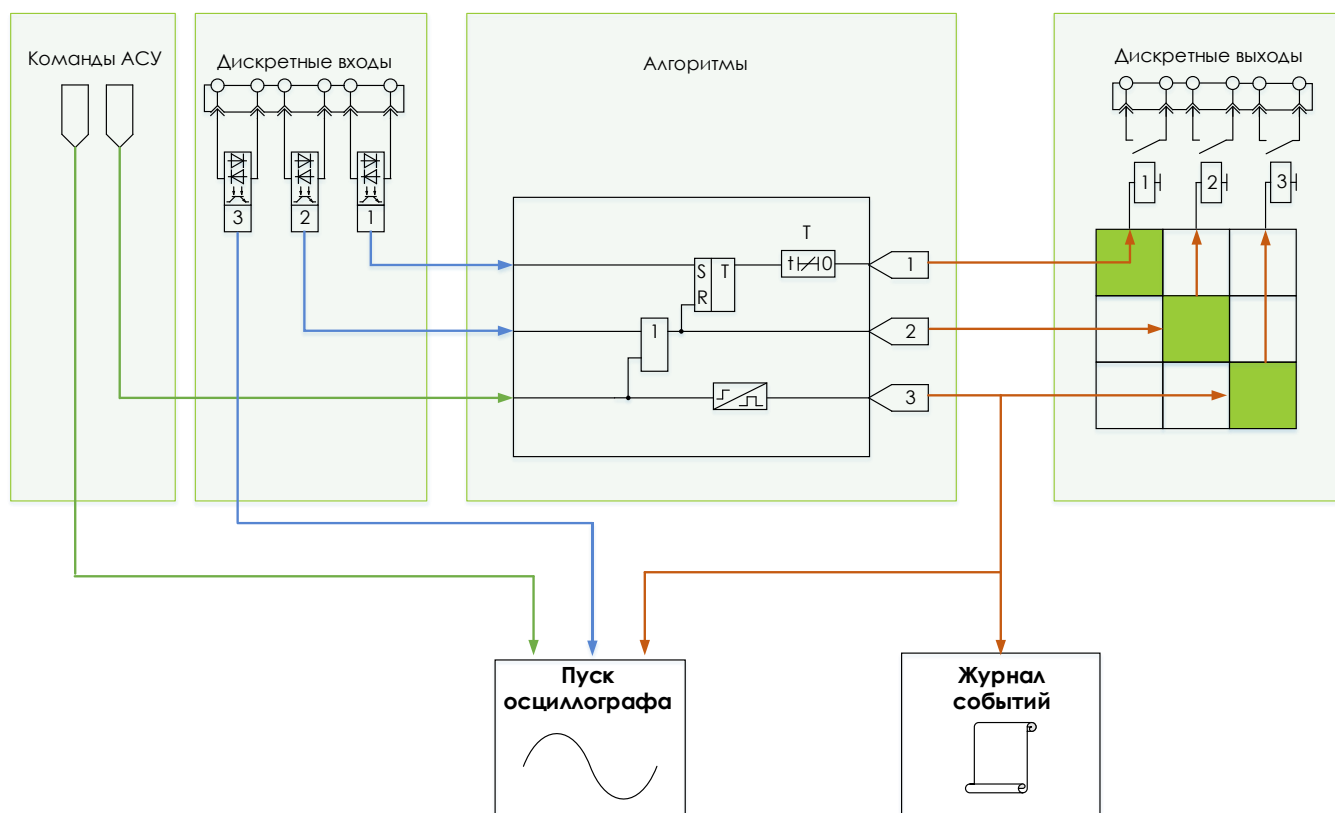 Команды АСУ
Дискретные входы
Алгоритмы
Дискретные выходы
3
2
1
1
2
3
T
t 0
S T
R
1
1
2
3
Пуск
осциллографа
Журнал
событий